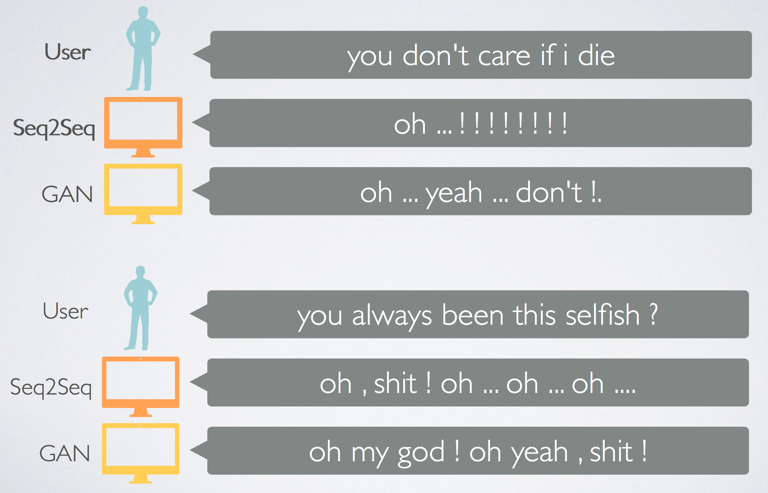 User
you don't care if i die
Seq2Seq
oh ... ! ! ! ! ! ! ! !
GAN
oh ... yeah ... don't !.
User
you always been this selfish ?
Seq2Seq
oh , shit ! oh ... oh ... oh ....
GAN
oh my god ! oh yeah , shit !